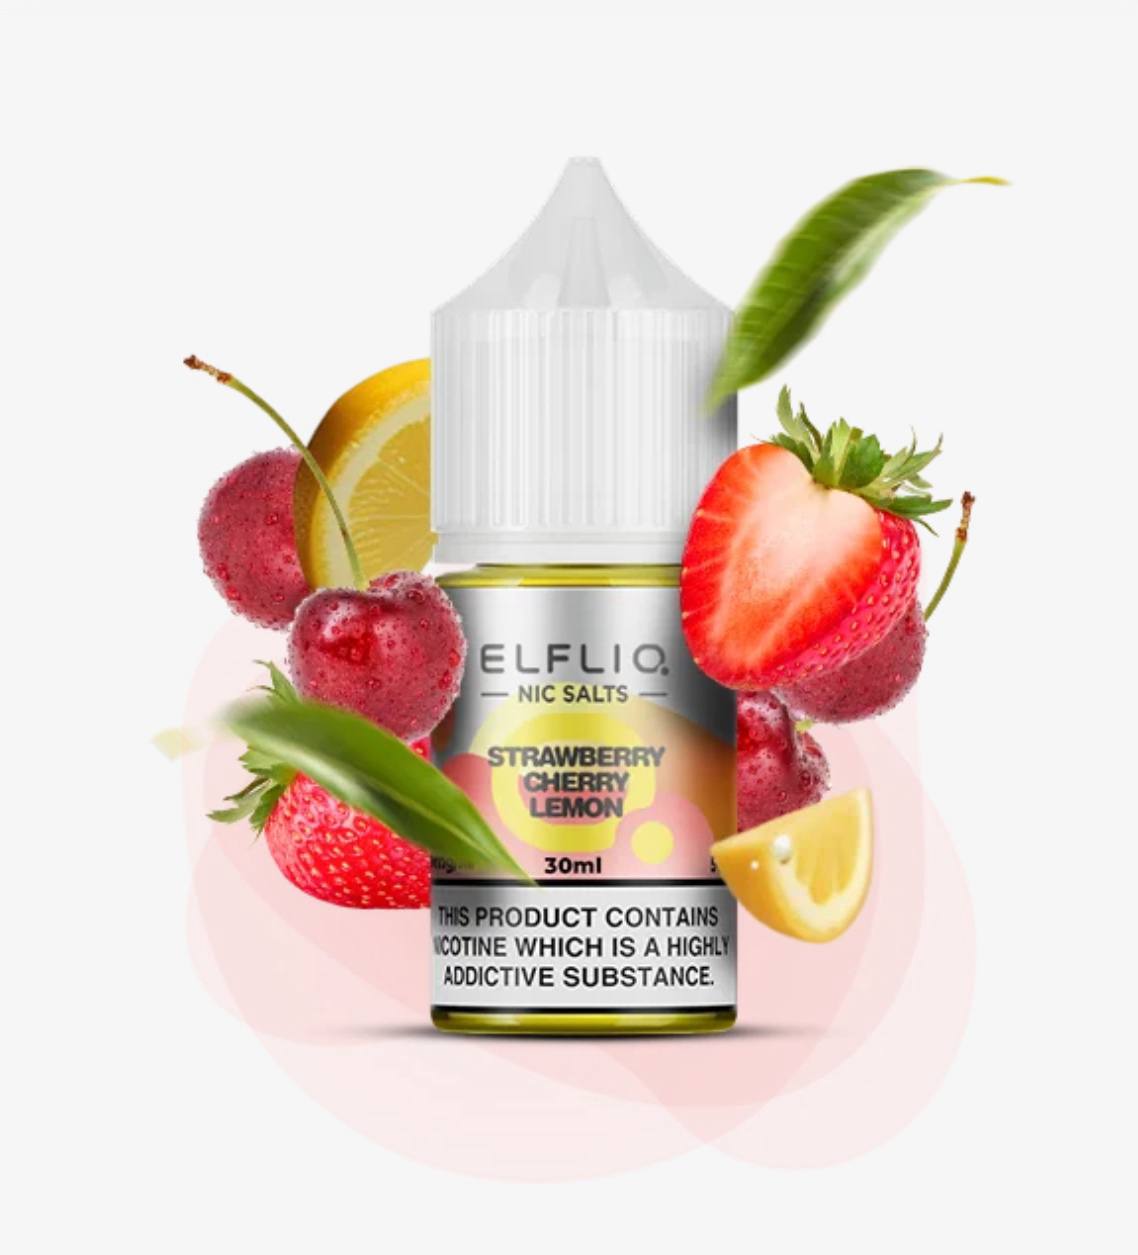 ELFLIQ
NIC SALTS
STRAWBERRY
CHERRY
LEMON
30ml
THIS PRODUCT CONTAINS
NICOTINE WHICH IS A HIGHLY
ADDICTIVE SUBSTANCE.